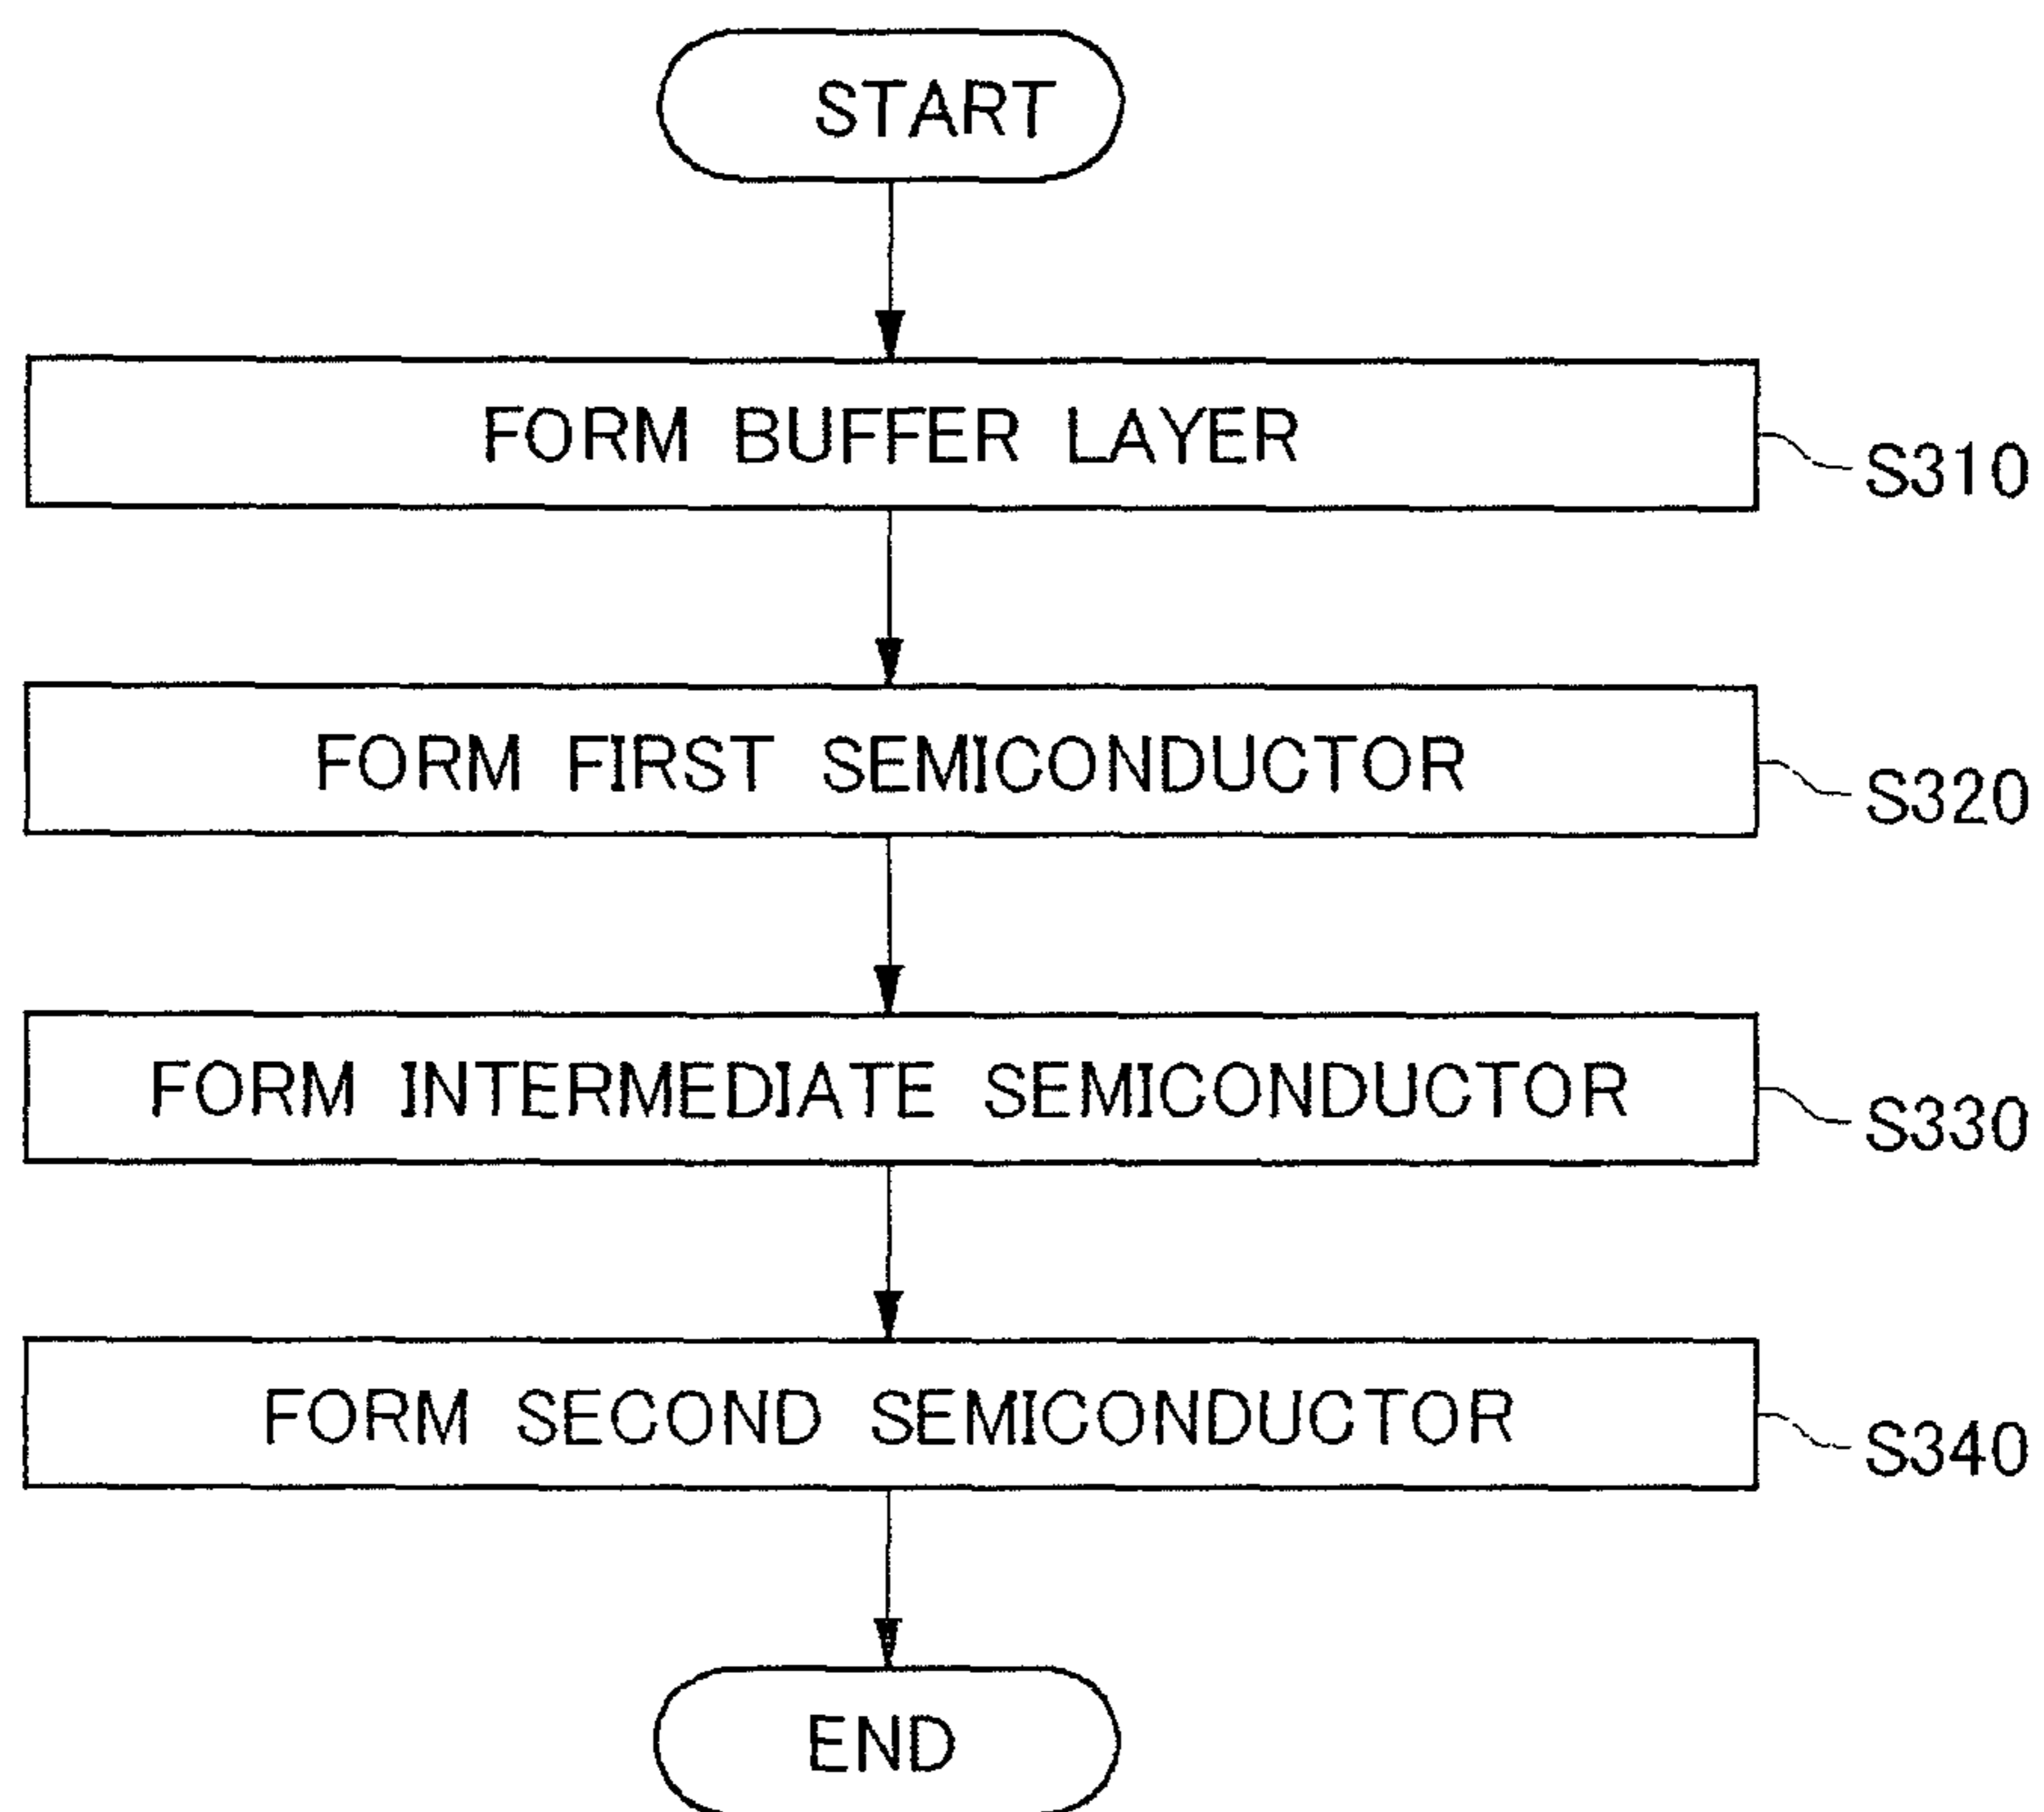 START
FORM BUFFER LAYER
S310
FORM FIRST SEMICONDUCTOR
S320
FORM INTERMEDIATE SEMICONDUCTOR
S330
FORM SECOND SEMICONDUCTOR
S340
END